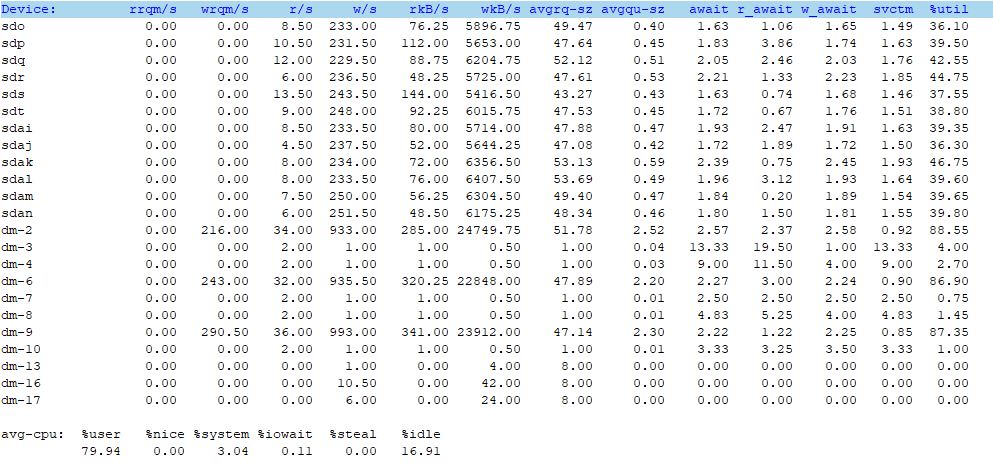 Device: rrqm/s wrqm/s r/s w/s rkB/s wkB/s avgrq-sz avgqu-sz await r_await w_await svctm %util
sdo 0.00 0.00 8.50 233.00 76.25 5896.75 49.47 0.40 1.63 1.06 1.65 1.49 36.10
sdp 0.00 0.00 10.50 231.50 112.00 5653.00 47.64 0.45 1.83 3.86 1.74 1.63 39.50
sdq 0.00 0.00 12.00 229.50 88.75 6204.75 52.12 0.51 2.05 2.46 2.03 1.76 42.55
sdr 0.00 0.00 6.00 236.50 48.25 5725.00 47.61 0.53 2.21 1.33 2.23 1.85 44.75
sds 0.00 0.00 13.50 243.50 144.00 5416.50 43.27 0.43 1.63 0.74 1.68 1.46 37.55
sdt 0.00 0.00 9.00 248.00 92.25 6015.75 47.53 0.45 1.72 0.67 1.76 1.51 38.80
sdai 0.00 0.00 8.50 233.50 80.00 5714.00 47.88 0.47 1.93 2.47 1.91 1.63 39.35
sdaj 0.00 0.00 4.50 237.50 52.00 5644.25 47.08 0.42 1.72 1.89 1.72 1.50 36.30
sdak 0.00 0.00 8.00 234.00 72.00 6356.50 53.13 0.59 2.39 0.75 2.45 1.93 46.75
sdal 0.00 0.00 8.00 233.50 76.00 6407.50 53.69 0.49 1.96 3.12 1.93 1.64 39.60
sdam 0.00 0.00 7.50 250.00 56.25 6304.50 49.40 0.47 1.84 0.20 1.89 1.54 39.65
sdan 0.00 0.00 6.00 251.50 48.50 6175.25 48.34 0.46 1.80 1.50 1.81 1.55 39.80
dm-2 0.00 216.00 34.00 933.00 285.00 24749.75 51.78 2.52 2.57 2.37 2.58 0.92 88.55
dm-3 0.00 0.00 2.00 1.00 1.00 0.50 1.00 0.04 13.33 19.50 1.00 13.33 4.00
dm-4 0.00 0.00 2.00 1.00 1.00 0.50 1.00 0.03 9.00 11.50 4.00 9.00 2.70
dm-6 0.00 243.00 32.00 935.50 320.25 22848.00 47.89 2.20 2.27 3.00 2.24 0.90 86.90
dm-7 0.00 0.00 2.00 1.00 1.00 0.50 1.00 0.01 2.50 2.50 2.50 2.50 0.75
dm-8 0.00 0.00 2.00 1.00 1.00 0.50 1.00 0.01 4.83 5.25 4.00 4.83 1.45
dm-9 0.00 290.50 36.00 993.00 341.00 23912.00 47.14 2.30 2.22 1.22 2.25 0.85 87.35
dm-10 0.00 0.00 2.00 1.00 1.00 0.50 1.00 0.01 3.33 3.25 3.50 3.33 1.00
dm-13 0.00 0.00 0.00 1.00 0.00 4.00 8.00 0.00 0.00 0.00 0.00 0.00 0.00
dm-16 0.00 0.00 0.00 10.50 0.00 42.00 8.00 0.00 0.00 0.00 0.00 0.00 0.00
dm-17 0.00 0.00 0.00 6.00 0.00 24.00 8.00 0.00 0.00 0.00 0.00 0.00 0.00
avg-cpu: %user %nice %system %iowait %steal %idle
79.94 0.00 3.04 0.11 0.00 16.91